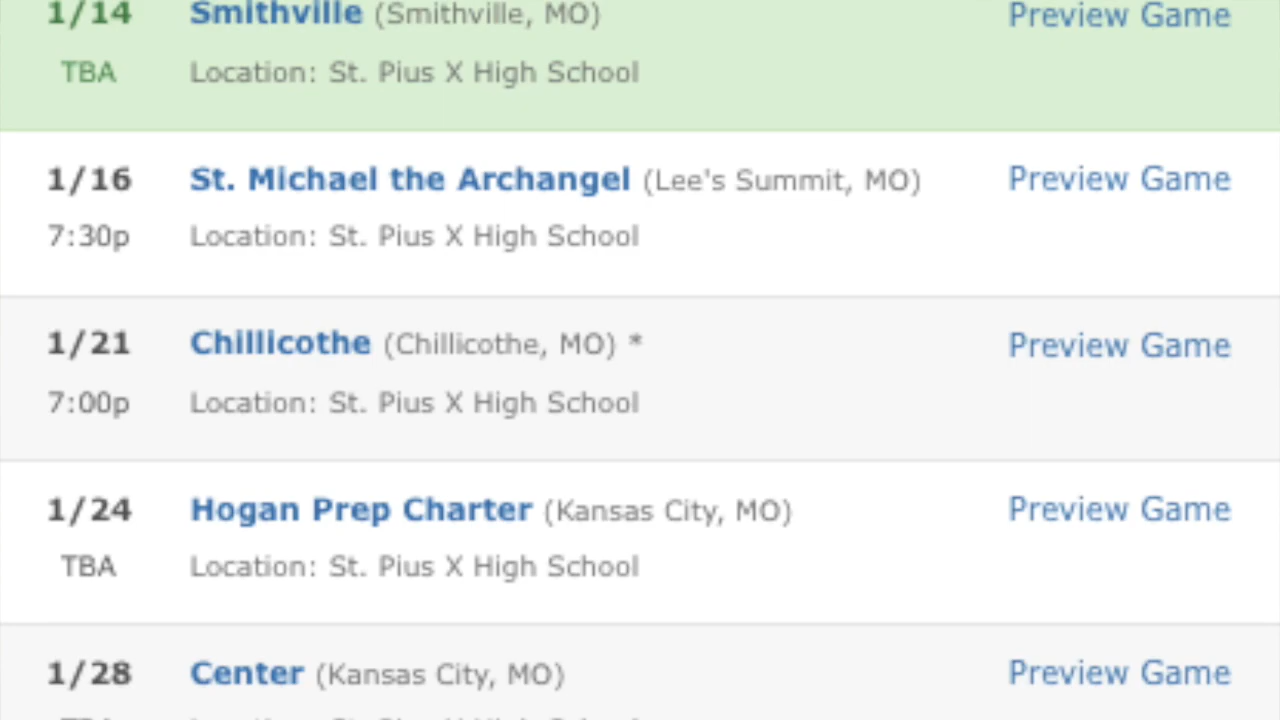 1/14 Smithville (Smithville, MO) Preview Game
TBA Location: St. Pius X High School
1/16 St. Michael the Archangel (Lee's Summit, MO) Preview Game
7:30p Location: St. Pius X High School
1/21 Chillicothe (Chillicothe, MO) * Preview Game
7:00p Location: St. Pius X High School
1/24 Hogan Prep Charter (Kansas City, MO) Preview Game
TBA Location: St. Pius X High School
1/28 Center (Kansas City, MO) Preview Game